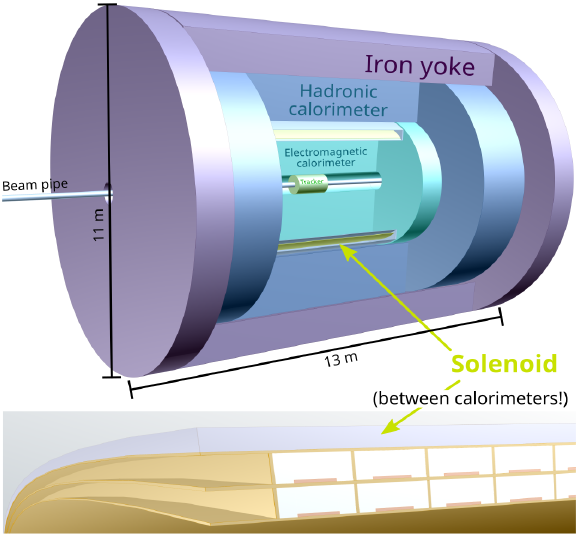 Iron yoke
Hadronic
calorimeter
Electromagnetic
calorimeter
Tracker
Beam pipe
11 m
13 m
Solenoid
(between calorimeters!)